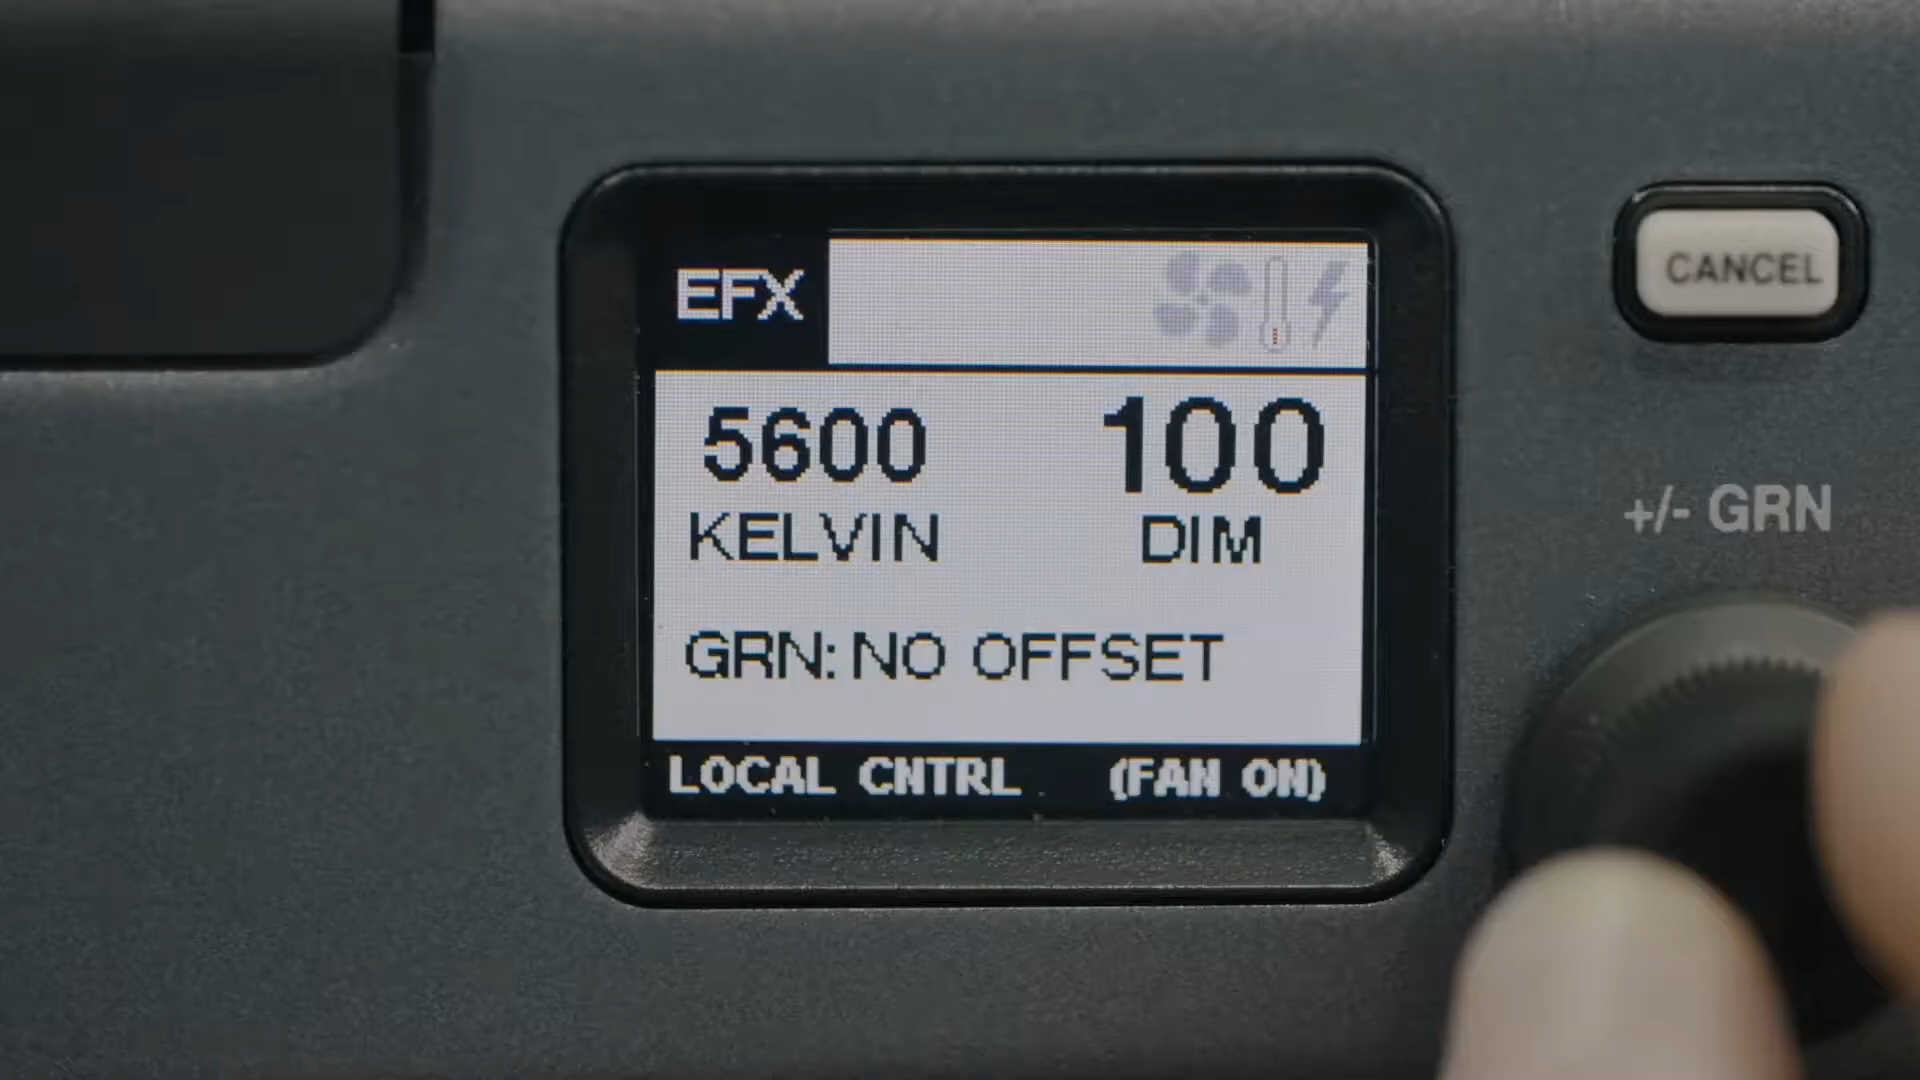 EFX
5600 100
KELVIN DIM
GRN: NO OFFSET
LOCAL CNTRL (FAN ON)
CANCEL
+/- GRN